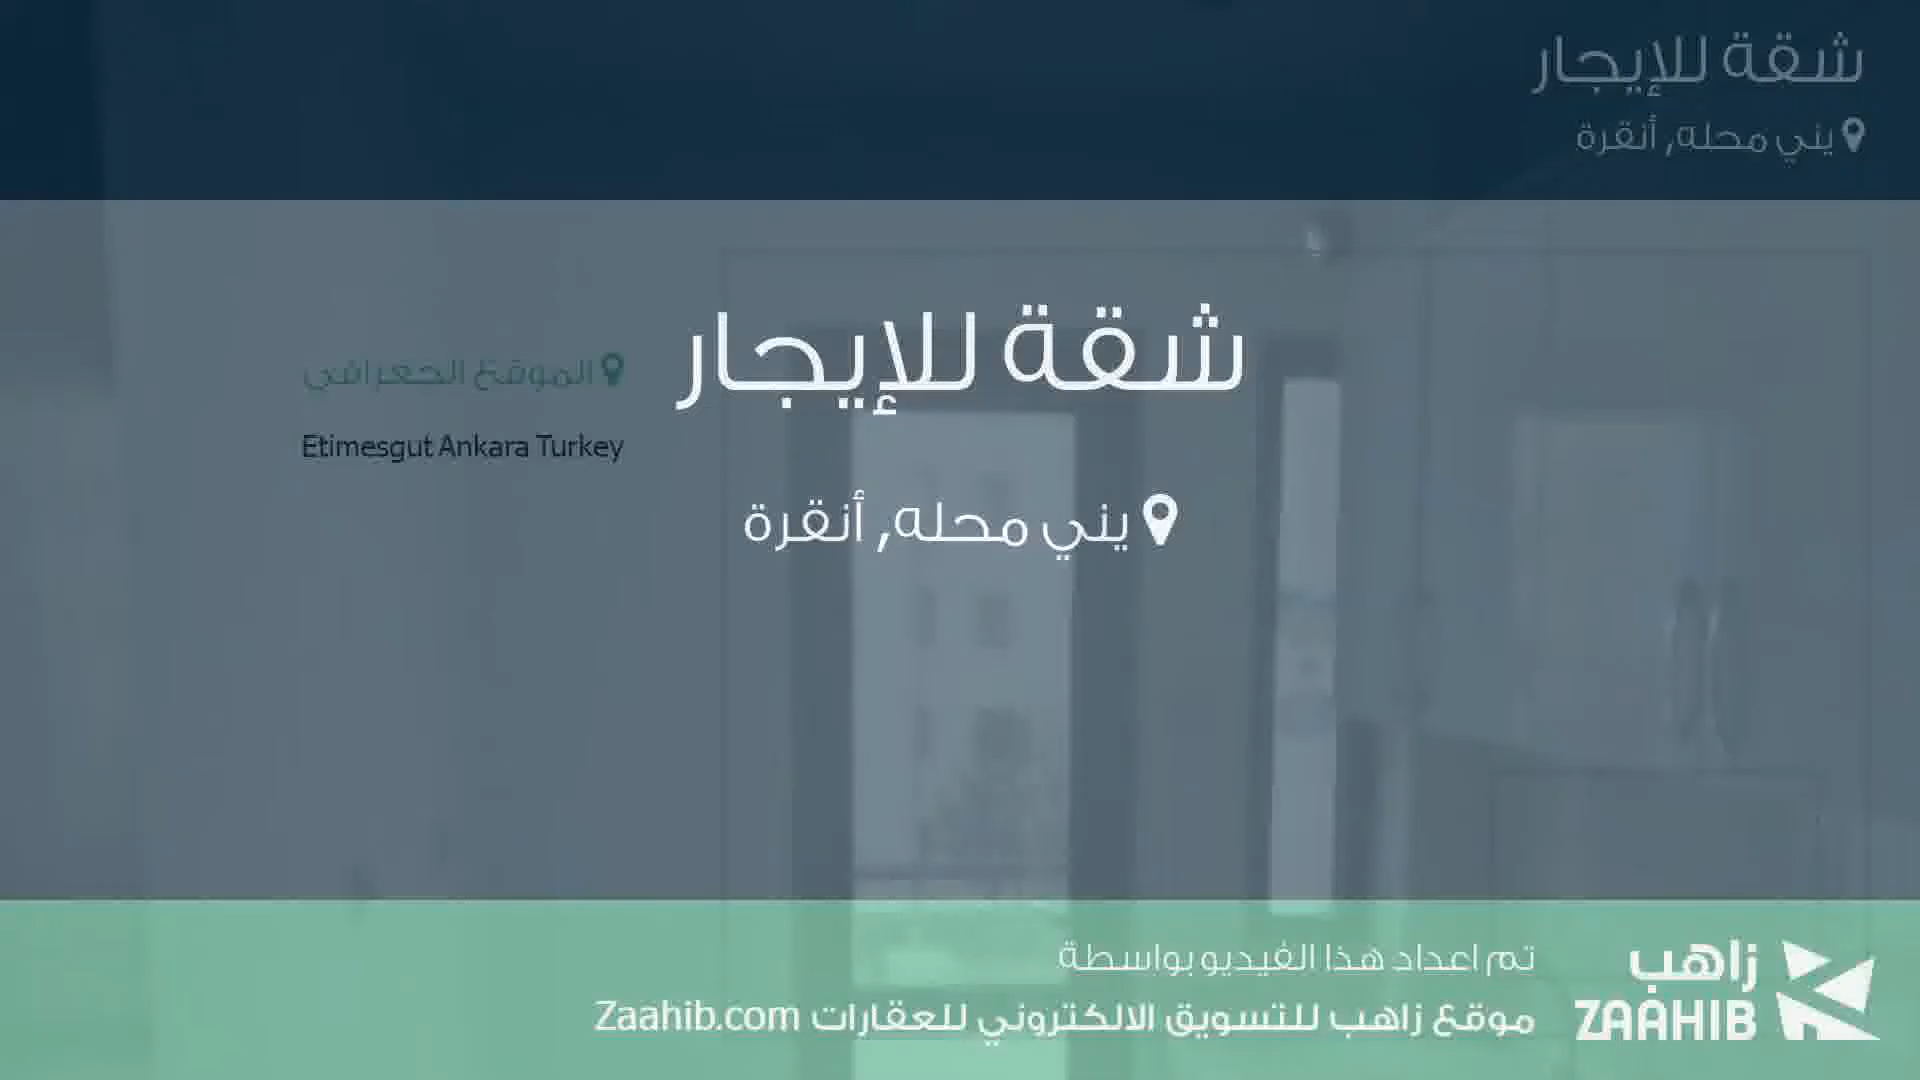 شقة للإيجار
يني محله, أنقرة
شقة للإيجار
الموقع الجغرافي
Etimesgut Ankara Turkey
يني محله, أنقرة
زاهب
ZAAHIB
تم اعداد هذا الفيديو بواسطة
موقع زاهب للتسويق الالكتروني للعقارات Zaahib.com